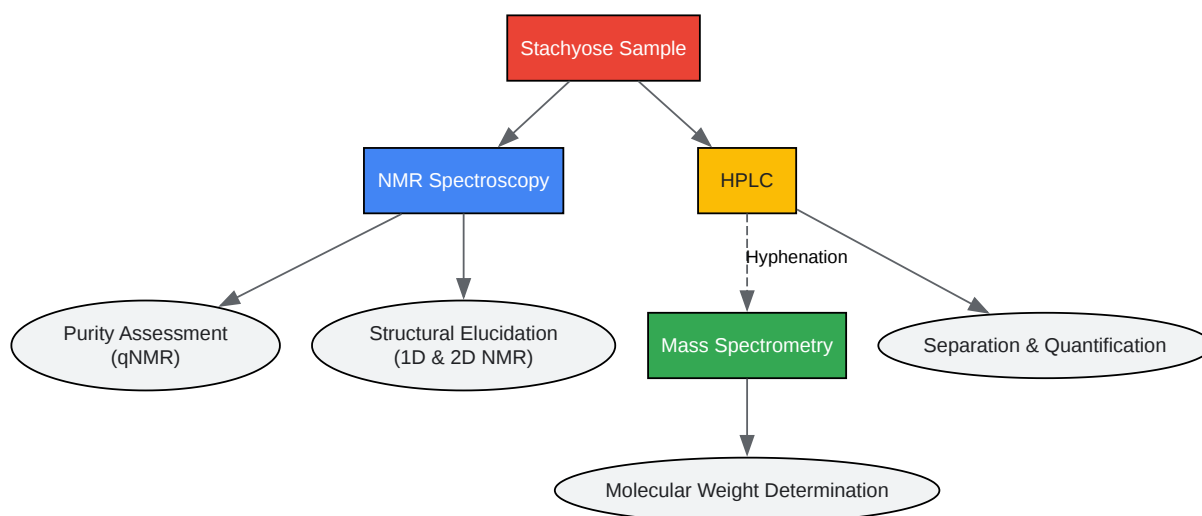 Stachyose Sample
NMR Spectroscopy
HPLC
Hyphenation
Purity Assessment
(qNMR)
Structural Elucidation
(1D & 2D NMR)
Mass Spectrometry
Separation & Quantification
Molecular Weight Determination